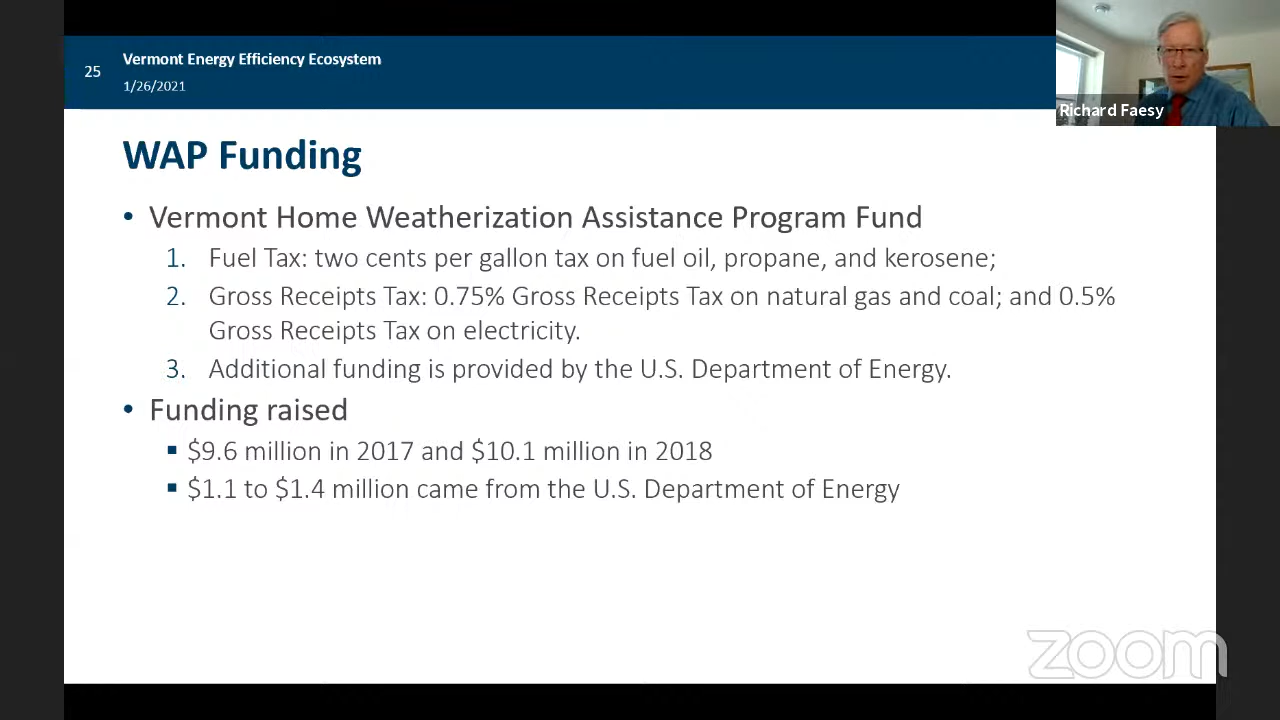 25
Vermont Energy Efficiency Ecosystem
1/26/2021
Richard Faesy
WAP Funding
• Vermont Home Weatherization Assistance Program Fund
1. Fuel Tax: two cents per gallon tax on fuel oil, propane, and kerosene;
2. Gross Receipts Tax: 0.75% Gross Receipts Tax on natural gas and coal; and 0.5%
Gross Receipts Tax on electricity.
3. Additional funding is provided by the U.S. Department of Energy.
• Funding raised
▪ $9.6 million in 2017 and $10.1 million in 2018
▪ $1.1 to $1.4 million came from the U.S. Department of Energy
zoom